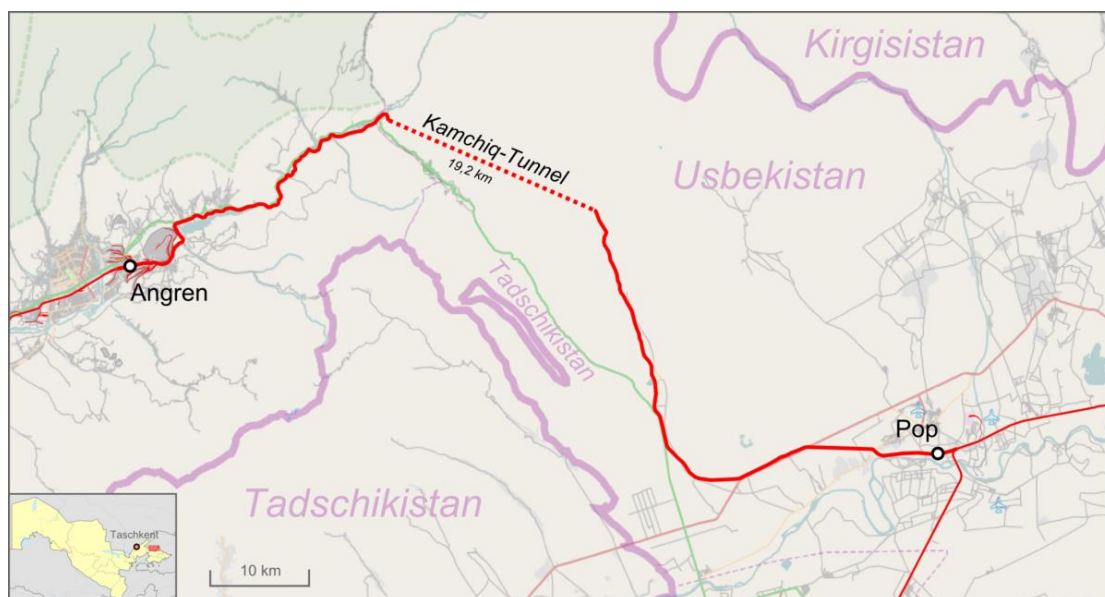 Kirgisistan
Kamchiq-Tunnel
19,2 km
Usbekistan
Angren
Tadschikistan
Pop
Tadschikistan
Taschkent
10 km